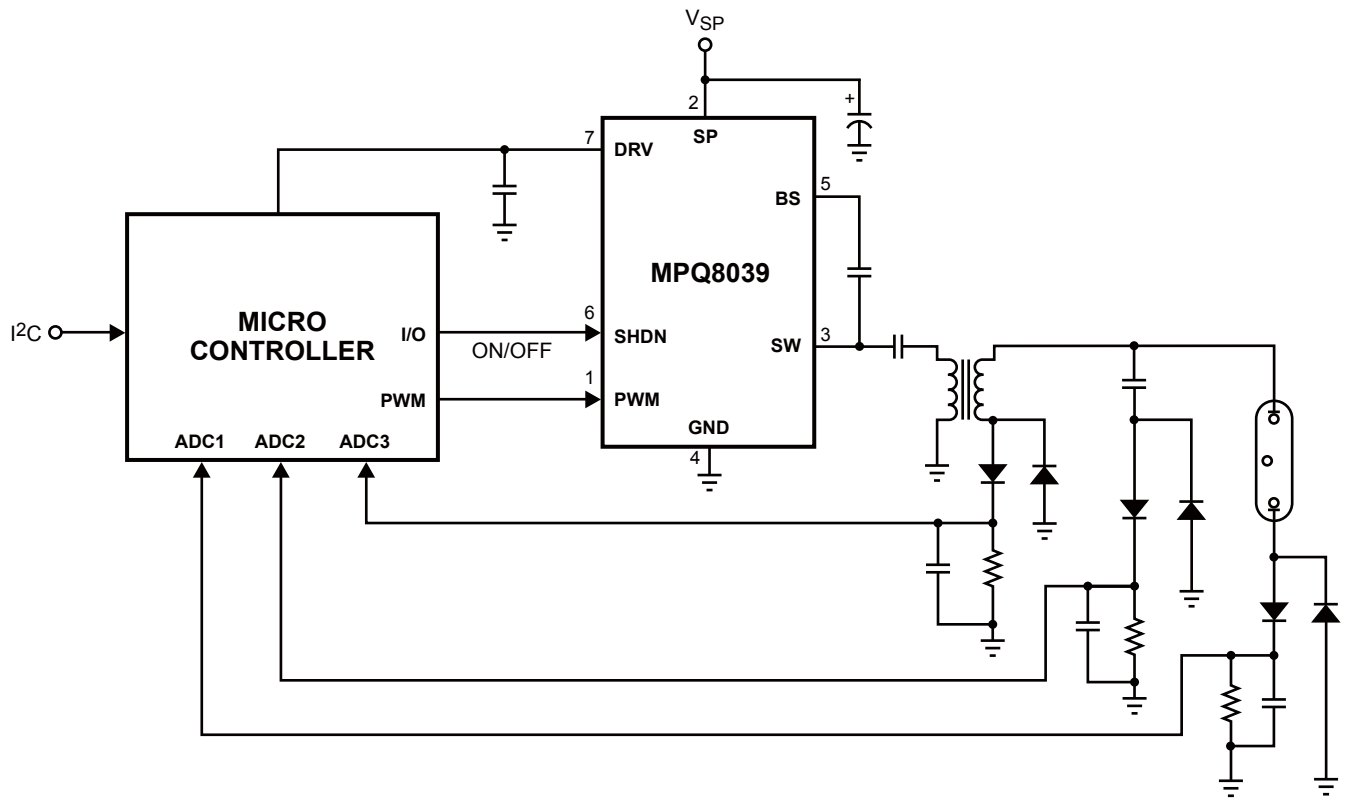 VSP
+
2
SP
7
DRV
5
BS
MPQ8039
MICRO
CONTROLLER
I²C
I/O
ON/OFF
6
SHDN
3
SW
PWM
1
PWM
GND
4
ADC1 ADC2 ADC3